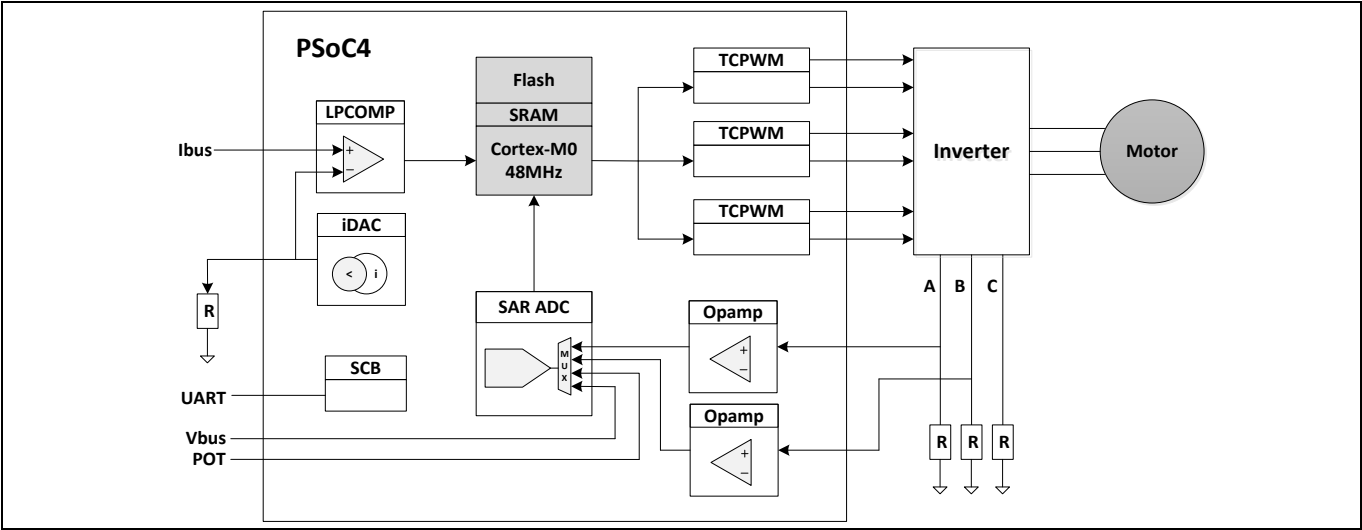 PSoC4
Flash
SRAM
Cortex-M0
48MHz
LPCOMP
+
−
Ibus
iDAC
< i
R
SCB
UART
Vbus
POT
SAR ADC
M
U
X
TCPWM
TCPWM
TCPWM
Inverter
Motor
A B C
Opamp
+
−
Opamp
+
−
R R R